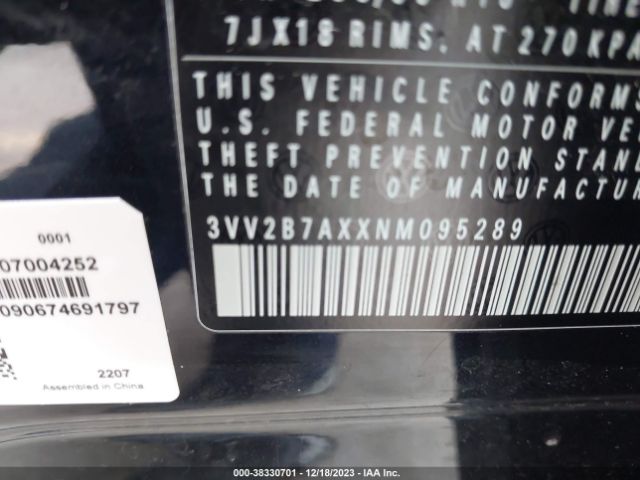 7JX18 RIMS, AT 270 KPA
THIS VEHICLE CONFORMS
U.S. FEDERAL MOTOR VE
THEFT PREVENTION STAND
THE DATE OF MANUFACTUR
3VV2B7AXXNM095289
0001
07004252
090674691797
2207
Assembled in China
000-38330701 - 12/18/2023 - IAA Inc.